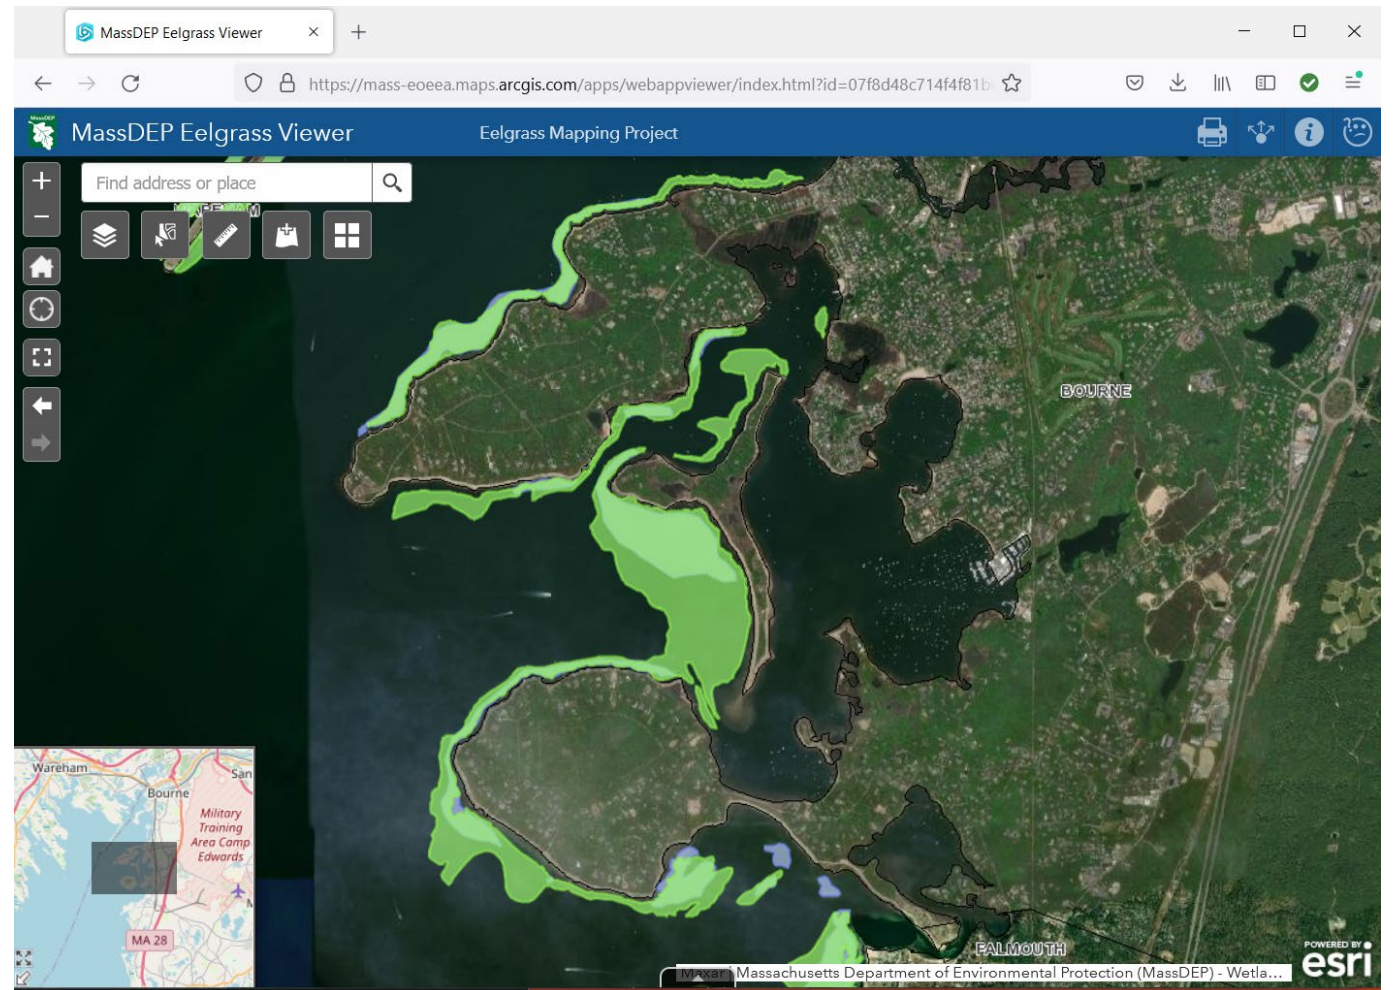 MassDEP Eelgrass Viewer
https://mass-eoeea.maps.arcgis.com/apps/webappviewer/index.html?id=07f8d48c714f4f81b
MassDEP
MassDEP Eelgrass Viewer
Eelgrass Mapping Project
Find address or place
BOURNE
Wareham
San
Bourne
Military
Training
Area Camp
Edwards
MA 28
FALMOUTH
POWERED BY
esri
Maxar | Massachusetts Department of Environmental Protection (MassDEP) - Wetla...